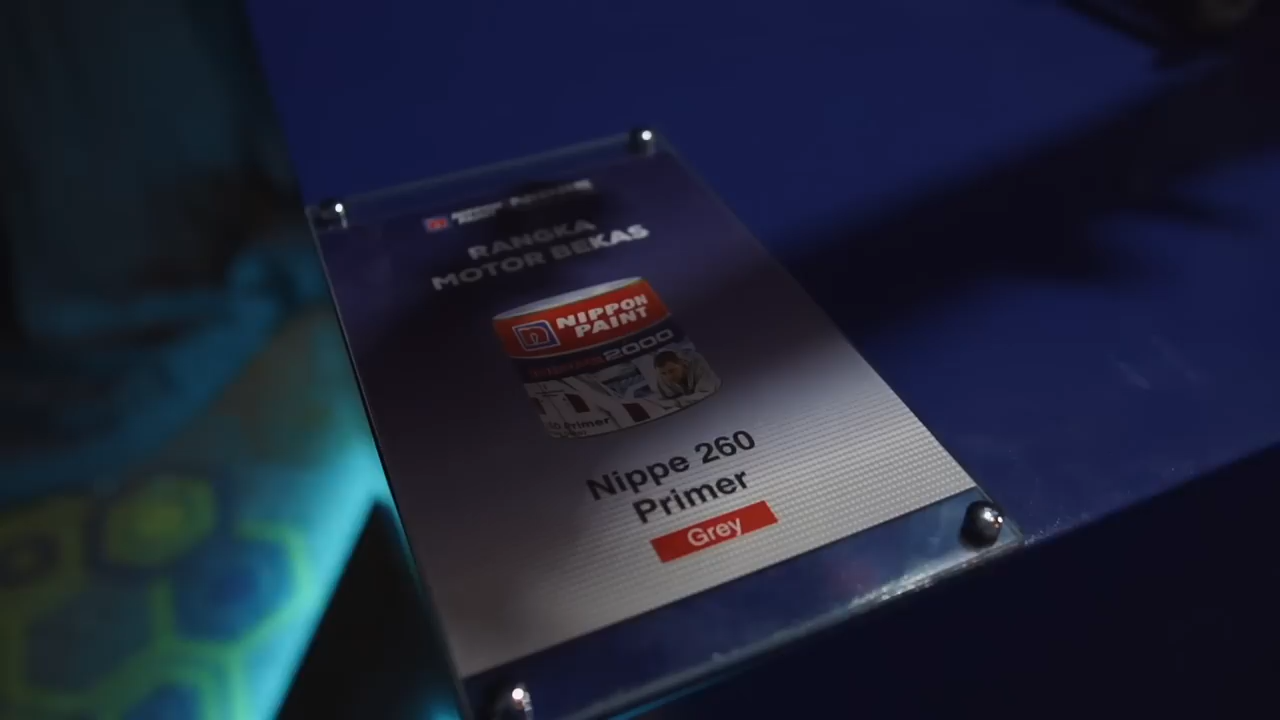 RANGKA
MOTOR BEKAS
NIPPON
PAINT
2000
Primer
Nippe 260
Primer
Grey